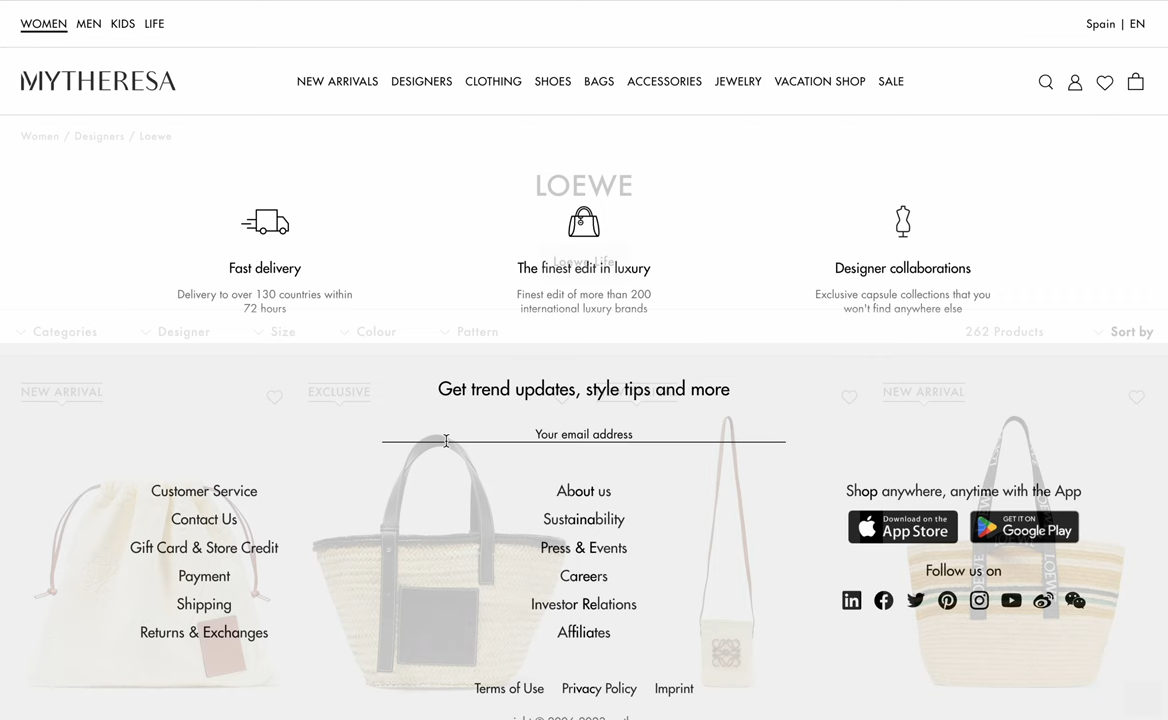 WOMEN MEN KIDS LIFE
Spain | EN
MYTHERESA
NEW ARRIVALS DESIGNERS CLOTHING SHOES BAGS ACCESSORIES JEWELRY VACATION SHOP SALE
Women / Designers / Loewe
LOEWE
Loewe Life
Fast delivery
Delivery to over 130 countries within
72 hours
The finest edit in luxury
Finest edit of more than 200
international luxury brands
Designer collaborations
Exclusive capsule collections that you
won't find anywhere else
Categories Designer Size Colour Pattern
262 Products Sort by
NEW ARRIVAL
EXCLUSIVE
NEW ARRIVAL
Get trend updates, style tips and more
Your email address
Customer Service
Contact Us
Gift Card & Store Credit
Payment
Shipping
Returns & Exchanges
About us
Sustainability
Press & Events
Careers
Investor Relations
Affiliates
Shop anywhere, anytime with the App
Download on the
App Store
GET IT ON
Google Play
Follow us on
LOEWE
LOEWE
Terms of Use Privacy Policy Imprint